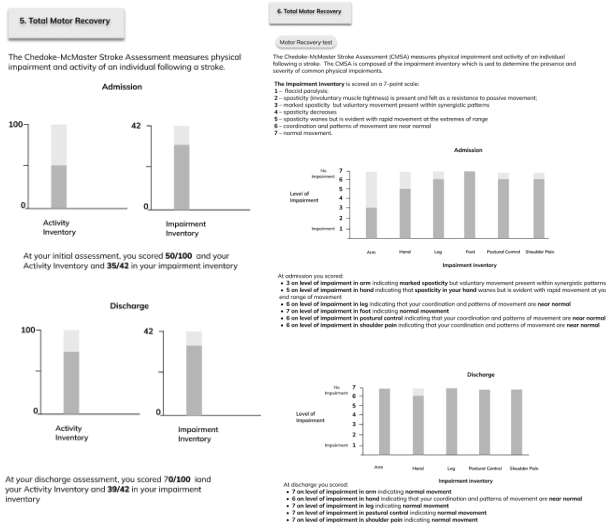 5. Total Motor Recovery
The Chedoke-McMaster Stroke Assessment measures physical
impairment and activity of an individual following a stroke.
Admission
100
0
Activity
Inventory
42
0
Impairment
Inventory
At your initial assessment, you scored 50/100 and your
Activity Inventory and 35/42 in your impairment inventory
Discharge
100
0
Activity
Inventory
42
0
Impairment
Inventory
At your discharge assessment, you scored 70/100 iand
your Activity Inventory and 39/42 in your impairment
inventory
6. Total Motor Recovery
Motor Recovery test
The Chedoke-McMaster Stroke Assessment (CMSA) measures physical impairment and activity of an individual
following a stroke. The CMSA is composed of the impairment inventory which is used to determine the presence and
severity of common physical impairments.
The Impairment Inventory is scored on a 7-point scale:
1 – flaccid paralysis;
2 – spasticity (involuntary muscle tightness) is present and felt as a resistance to passive movement;
3 – marked spasticity but voluntary movement present within synergistic patterns
4 – spasticity decreases
5 – spasticity wanes but is evident with rapid movement at the extremes of range
6 – coordination and patterns of movement are near normal
7 – normal movement.
Admission
No
Impairment
7
6
5
4
3
2
Impairment 1
Level of
Impairment
Arm Hand Leg Foot Postural Control Shoulder Pain
Impairment inventory
At admission you scored:
• 3 on level of impairment in arm indicating marked spasticity but voluntary movement present within synergistic patterns
• 5 on level of impairment in hand indicating that spasticity in your hand wanes but is evident with rapid movement at you
end range of movement
• 6 on level of impairment in leg indicating that your coordination and patterns of movement are near normal
• 7 on level of impairment in foot indicating normal movement
• 6 on level of impairment in postural control indicating that your coordination and patterns of movement are near normal
• 6 on level of impairment in shoulder pain indicating that your coordination and patterns of movement are near normal
Discharge
No
Impairment
7
6
5
4
3
2
Impairment 1
Level of
Impairment
Arm Hand Leg Postural Control Shoulder Pain
Impairment inventory
At discharge you scored:
• 7 on level of impairment in arm indicating normal movment
• 6 on level of impairment in hand indicating that your coordination and patterns of movement are near normal
• 7 on level of impairment in leg indicating normal movement
• 7 on level of impairment in postural control indicating normal movement
• 7 on level of impairment in shoulder pain indicating normal movement